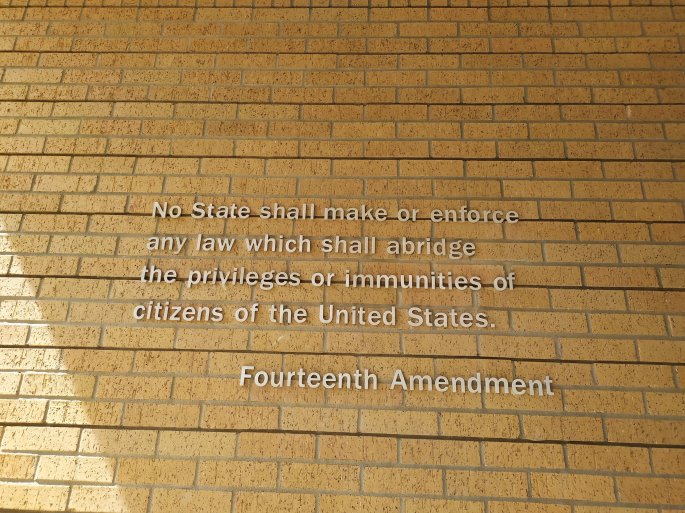 No State shall make or enforce
any law which shall abridge
the privileges or immunities of
citizens of the United States.
Fourteenth Amendment